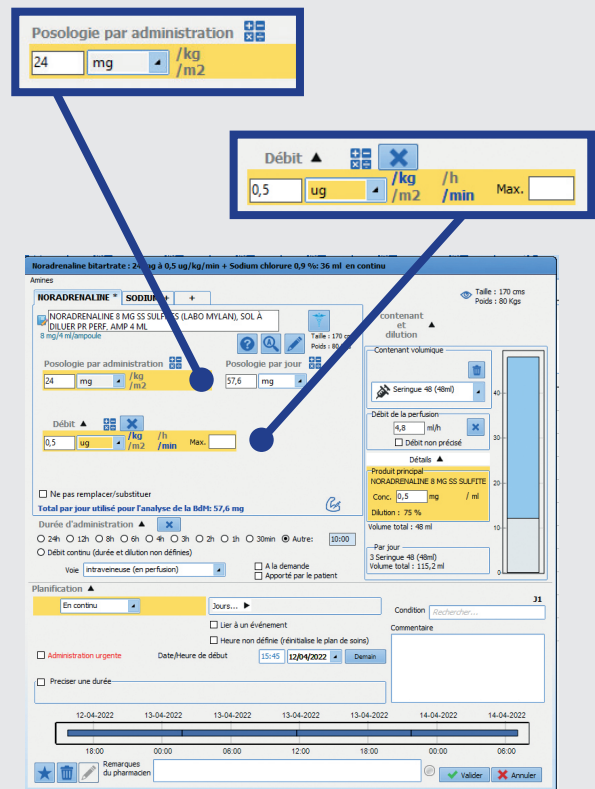 Posologie par administration
24 mg /kg
/m2
Débit ▲
0,5 ug /kg /h
/m2 /min Max.
Noradrenaline bitartrate : 24 mg à 0,5 ug/kg/min + Sodium chlorure 0,9 %: 36 ml en continu
Amines
NORADRENALINE * SODIUM + +
NORADRENALINE 8 MG SS SULFITES (LABO MYLAN), SOL À
DILUER PR PERF, AMP 4 ML
8 mg/4 ml/ampoule
Taille : 170 cms
Poids : 80
Posologie par administration Posologie par jour
24 mg /kg
/m2
57,6 mg
Débit ▲
0,5 ug /kg /h
/m2 /min Max.
Ne pas remplacer/substituer
Total par jour utilisé pour l'analyse de la BdM: 57,6 mg
Taille : 170 cms
Poids : 80 Kgs
contenant
et
dilution
▲
Contenant volumique
Seringue 48 (48ml)
Débit de la perfusion
4,8 ml/h
Débit non précisé
Détails ▲
Produit principal
NORADRENALINE 8 MG SS SULFITE
Conc. 0,5 mg / ml
Dilution : 75 %
Volume total : 48 ml
Par jour
3 Seringue 48 (48ml)
Volume total : 115,2 ml
40
30
20
10
0
Durée d'administration ▲
24h 12h 8h 6h 4h 3h 2h 1h 30min Autre: 10:00
Débit continu (durée et dilution non définies)
Voie intraveineuse (en perfusion)
A la demande
Apporté par le patient
Planification ▲
En continu Jours... ▶
J1
Condition Rechercher...
Lier à un événement
Commentaire
Heure non définie (réinitialise le plan de soins)
Administration urgente Date/Heure de début 15:45 12/04/2022 Demain
Preciser une durée
12-04-2022 13-04-2022 13-04-2022 13-04-2022 13-04-2022 14-04-2022 14-04-2022
18:00 00:00 06:00 12:00 18:00 00:00 06:00
Remarques
du pharmacien
Valider Annuler